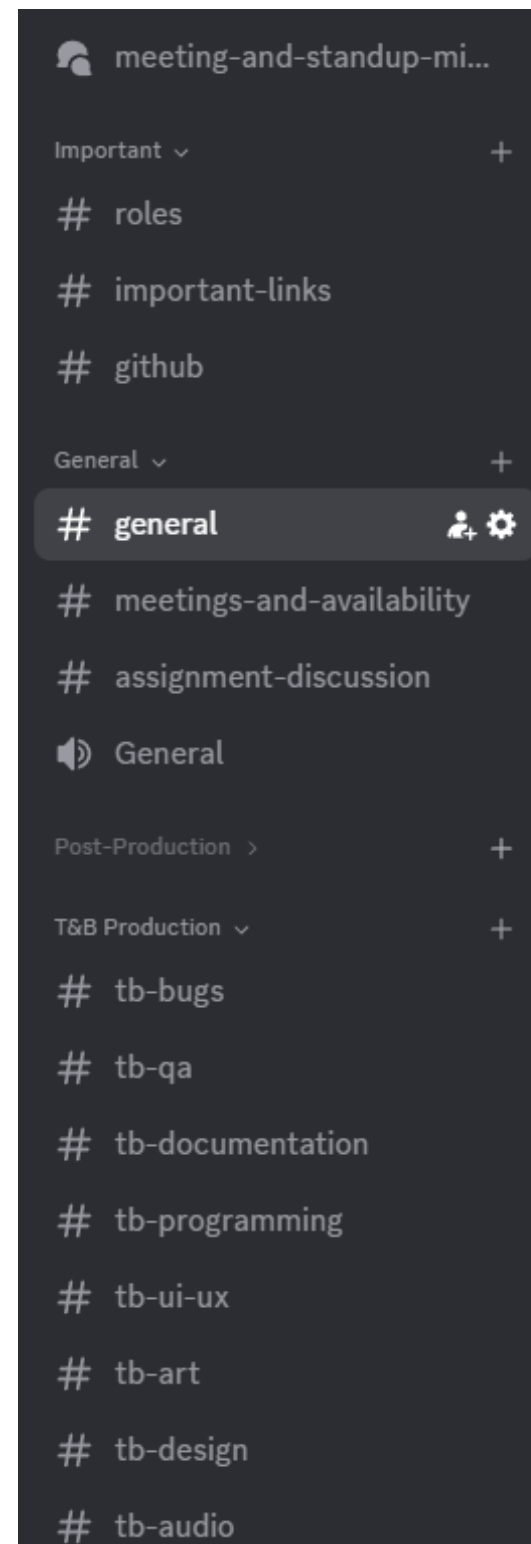 meeting-and-standup-mi...
Important
roles
important-links
github
General
general
meetings-and-availability
assignment-discussion
General
Post-Production
T&B Production
tb-bugs
tb-qa
tb-documentation
tb-programming
tb-ui-ux
tb-art
tb-design
tb-audio